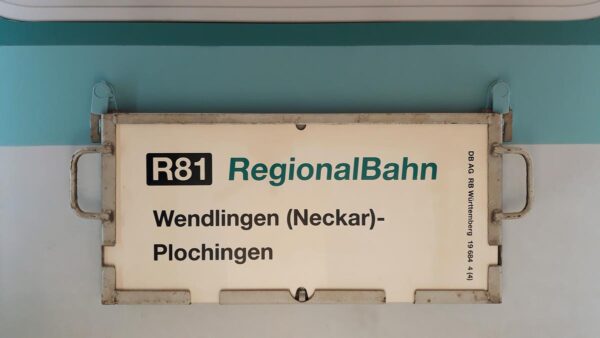 R81 RegionalBahn
Wendlingen (Neckar)-
Plochingen
DB AG RB Württemberg 19 684 4 (4)